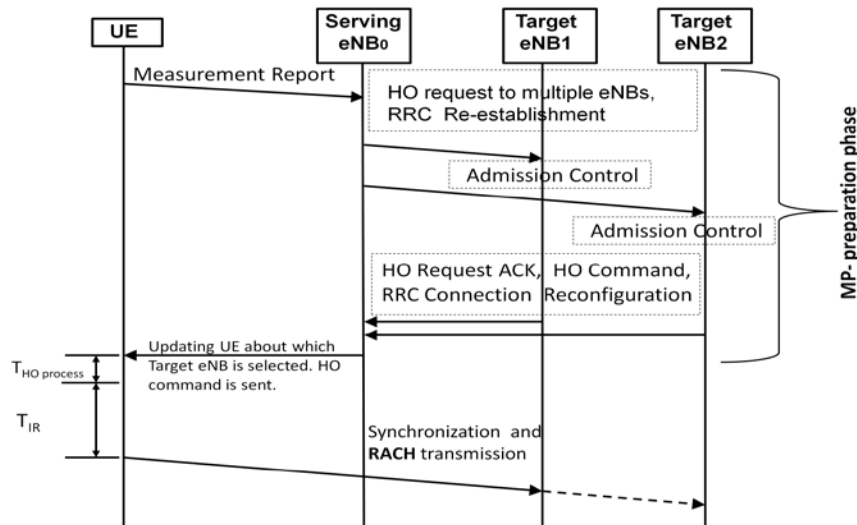 UE
Serving
eNB0
Target
eNB1
Target
eNB2
Measurement Report
HO request to multiple eNBs,
RRC Re-establishment
Admission Control
Admission Control
HO Request ACK, HO Command,
RRC Connection Reconfiguration
MP- preparation phase
Updating UE about which
Target eNB is selected. HO
command is sent.
THO process
TIR
Synchronization and
RACH transmission